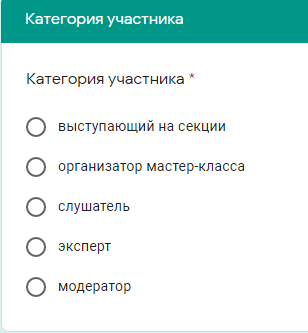 Категория участника
Категория участника *
выступающий на секции
организатор мастер-класса
слушатель
эксперт
модератор